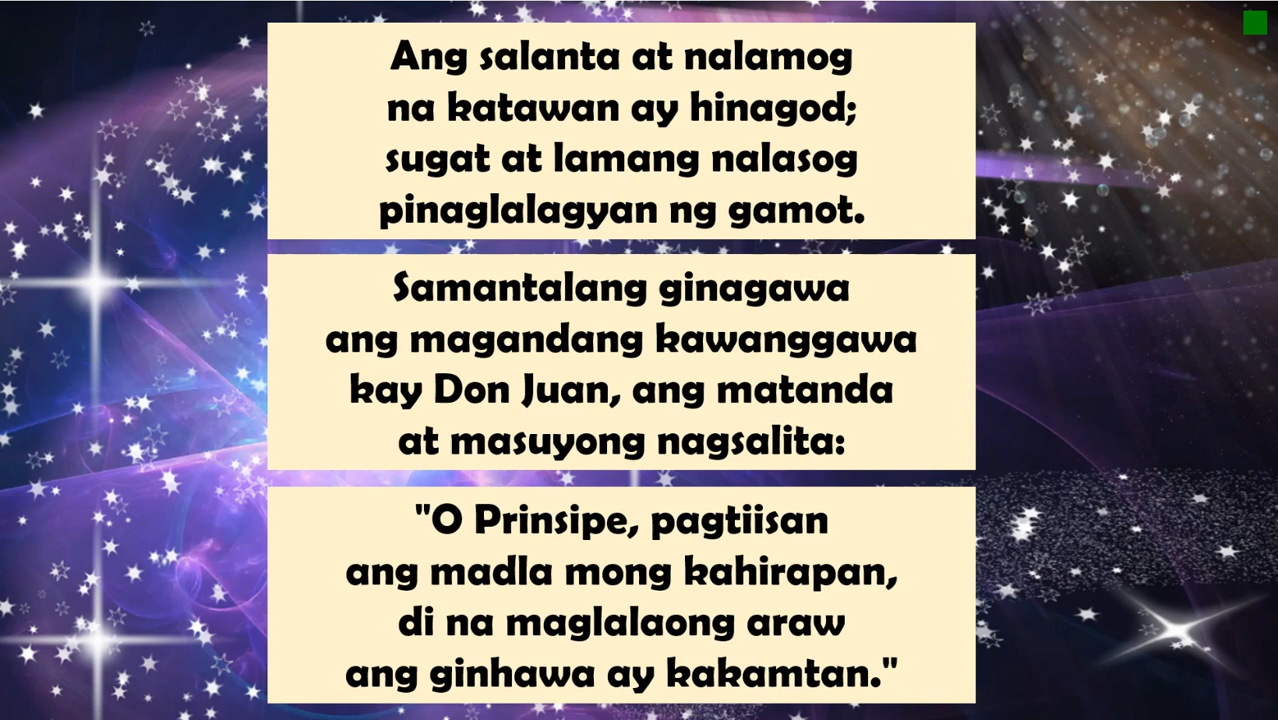 Ang salanta at nalamog
na katawan ay hinagod;
sugat at lamang nalasog
pinaglalagyan ng gamot.
Samantalang ginagawa
ang magandang kawanggawa
kay Don Juan, ang matanda
at masuyong nagsalita:
"O Prinsipe, pagtiisan
ang madla mong kahirapan,
di na maglalaong araw
ang ginhawa ay kakamtan."